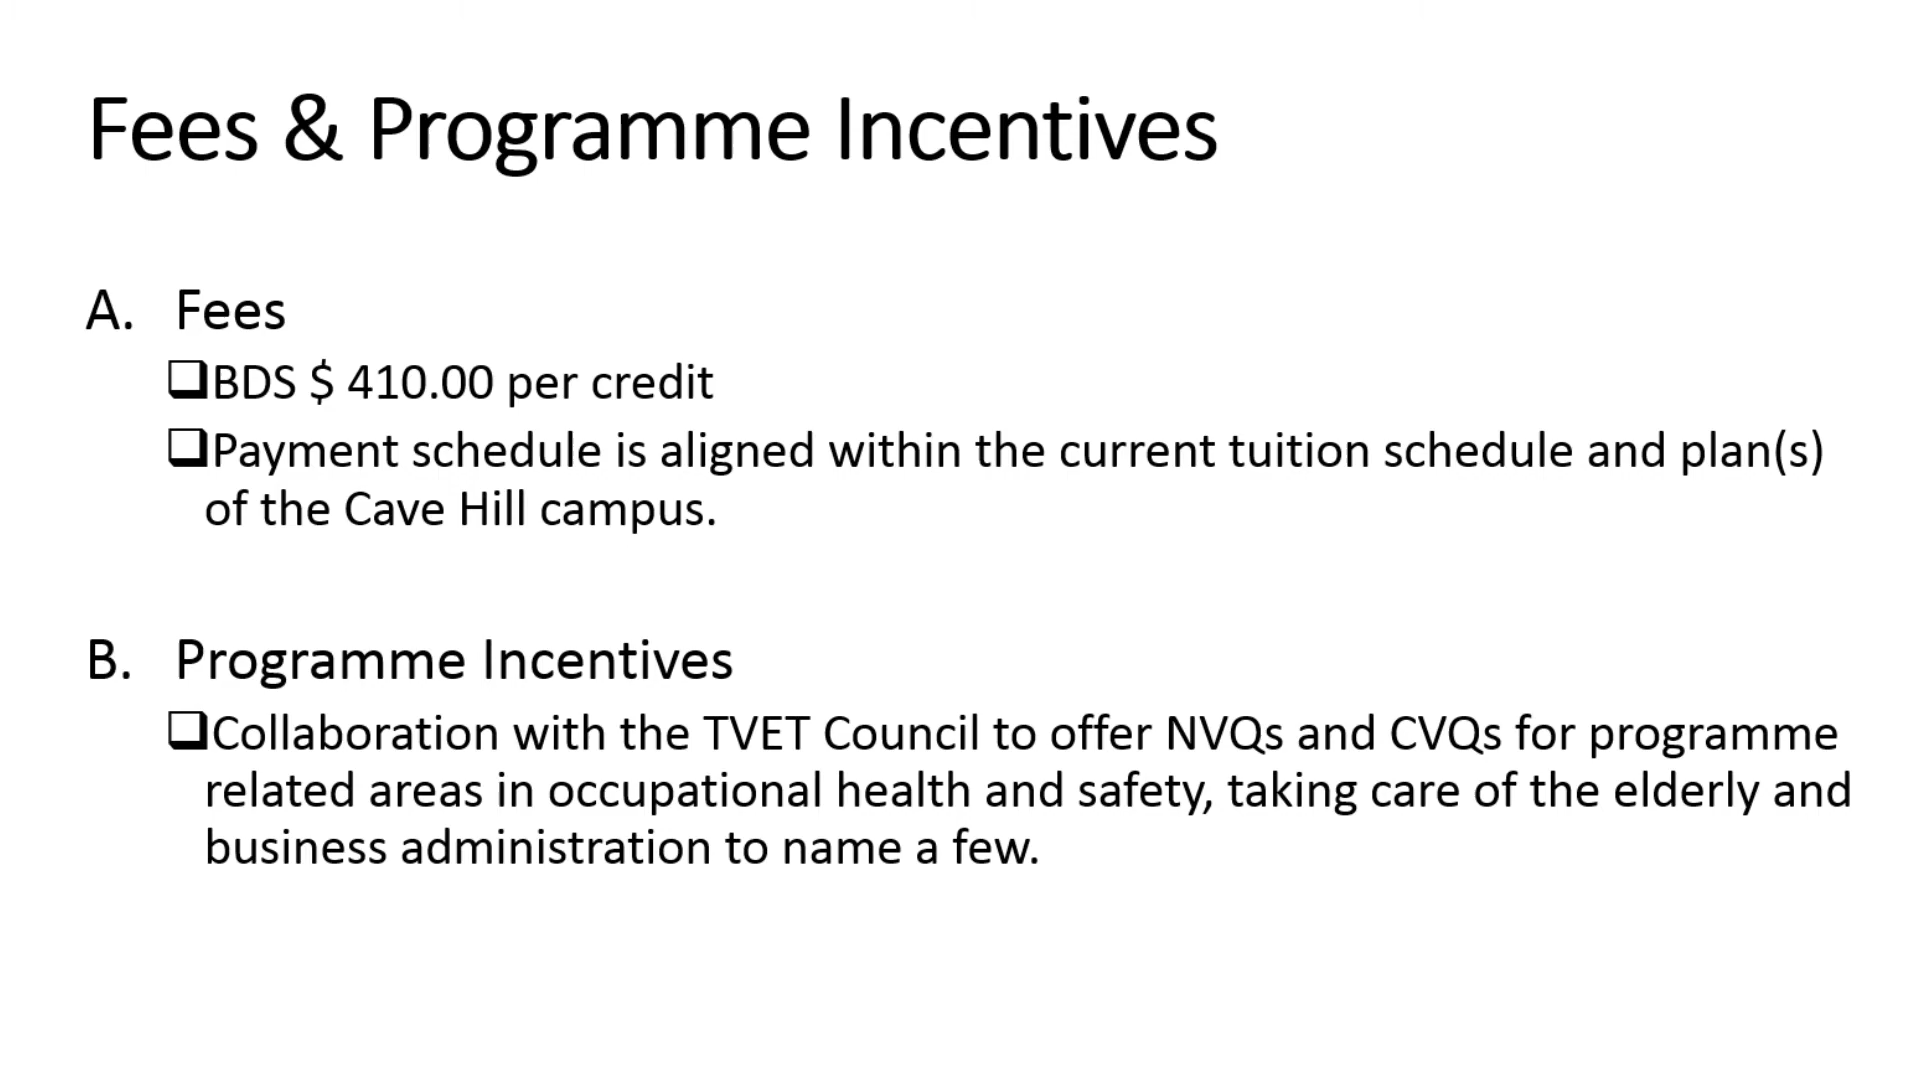 Fees & Programme Incentives
A. Fees
❑BDS $ 410.00 per credit
❑Payment schedule is aligned within the current tuition schedule and plan(s)
of the Cave Hill campus.
B. Programme Incentives
❑Collaboration with the TVET Council to offer NVQs and CVQs for programme
related areas in occupational health and safety, taking care of the elderly and
business administration to name a few.